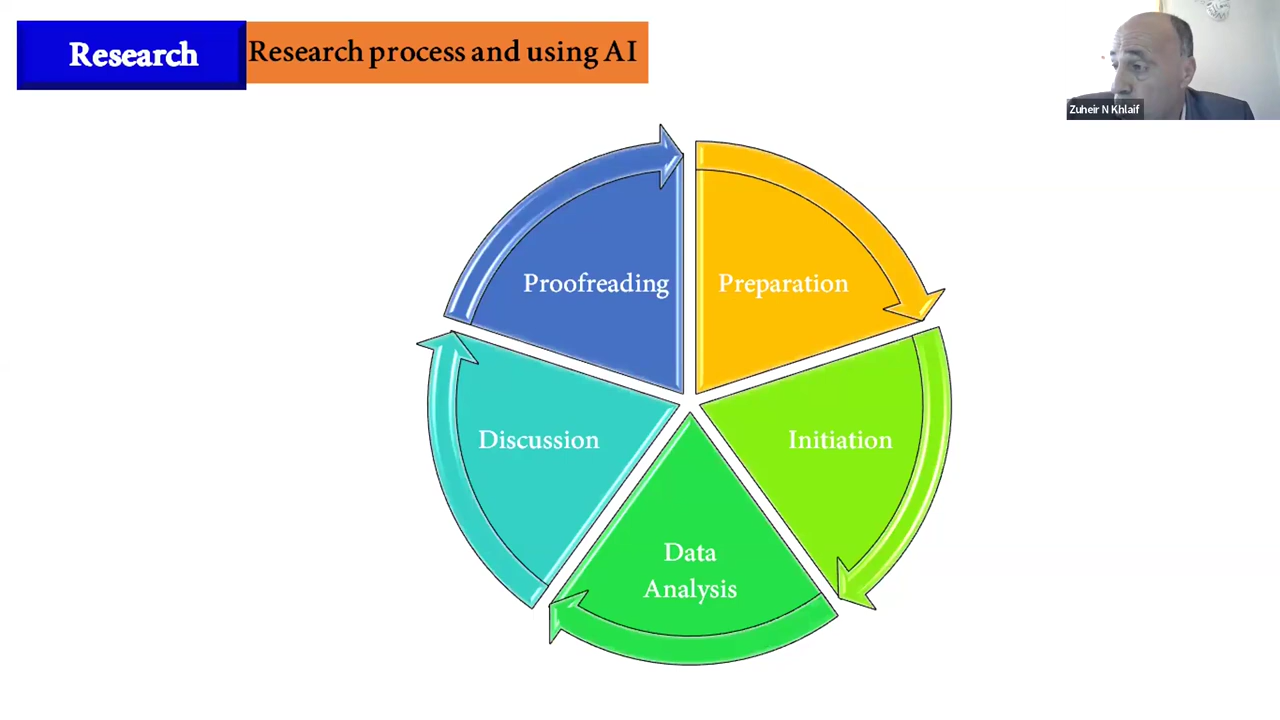 Research
Research process and using AI
Zuheir N Khlaif
Proofreading
Preparation
Discussion
Initiation
Data
Analysis